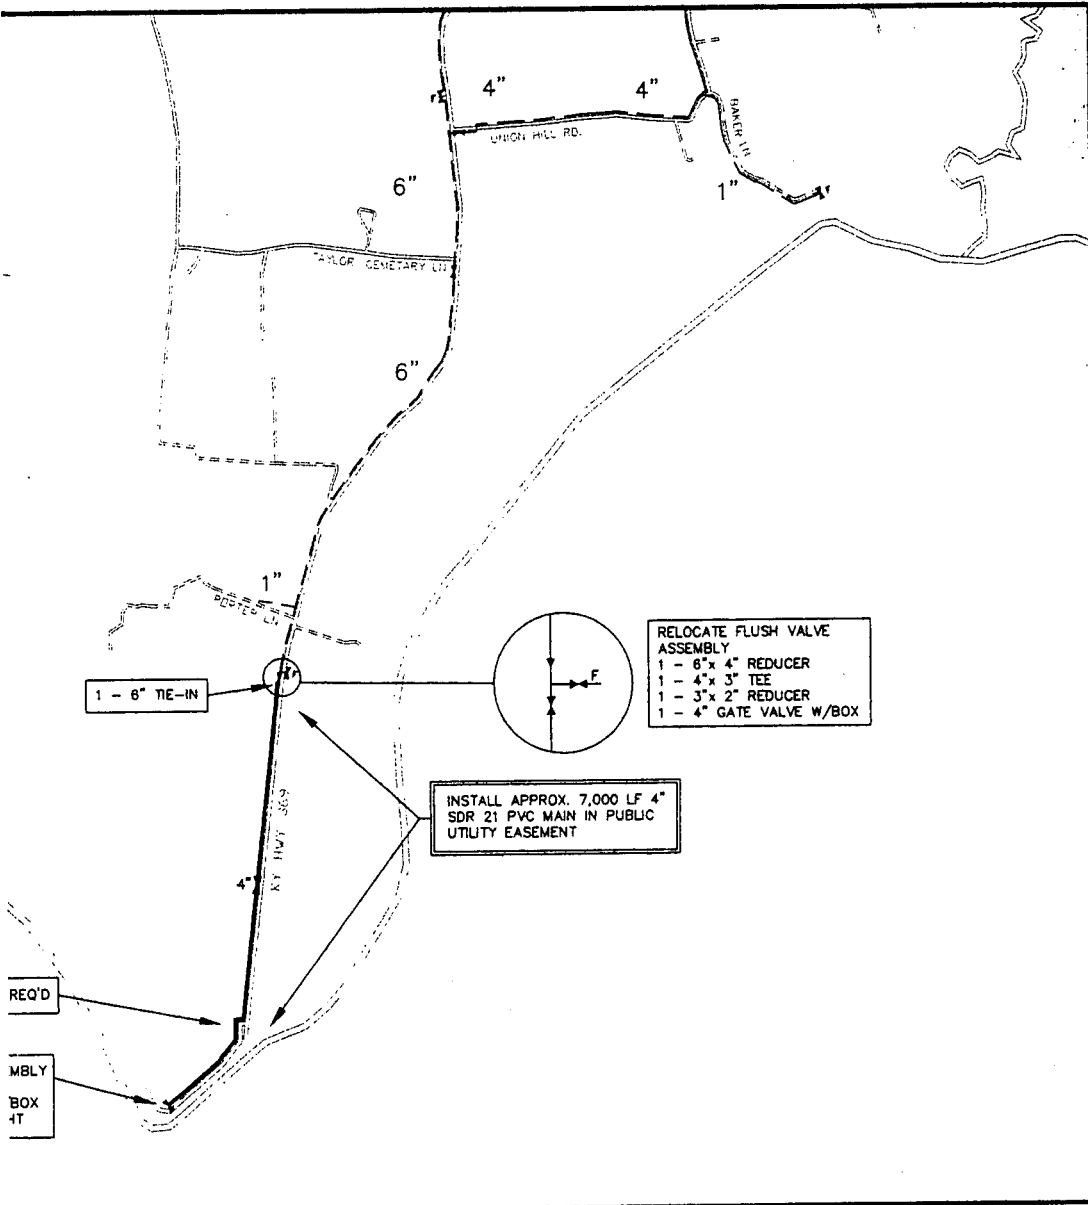 4"
4"
F
UNION HILL RD.
BAKER LN
6"
1"
F
TAYLOR CEMETARY LN
6"
1"
PORTER LN
F
1 - 6" TIE-IN
F
RELOCATE FLUSH VALVE
ASSEMBLY
1 - 6"x 4" REDUCER
1 - 4"x 3" TEE
1 - 3"x 2" REDUCER
1 - 4" GATE VALVE W/BOX
INSTALL APPROX. 7,000 LF 4"
SDR 21 PVC MAIN IN PUBLIC
UTILITY EASEMENT
KY HWY 369
4"
REQ'D
MBLY
BOX
HT